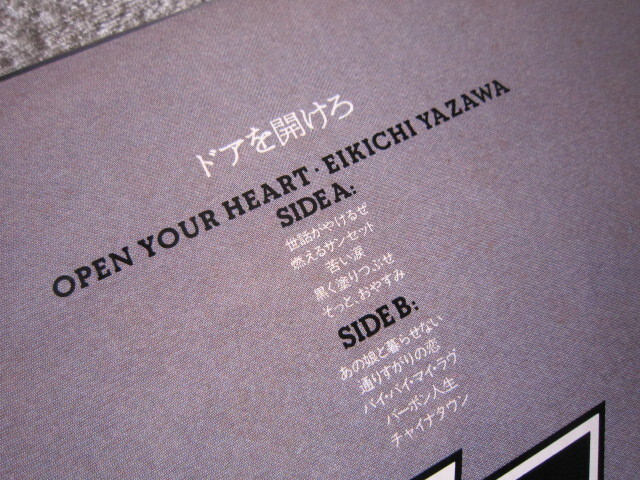 ドアを開けろ
OPEN YOUR HEART・EIKICHI YAZAWA
SIDE A:
世話がやけるぜ
燃えるサンセット
苦い涙
黒く塗りつぶせ
そっと、おやすみ
SIDE B:
あの娘と暮らせない
通りすがりの恋
バイ・バイ・マイ・ラヴ
バーボン人生
チャイナタウン